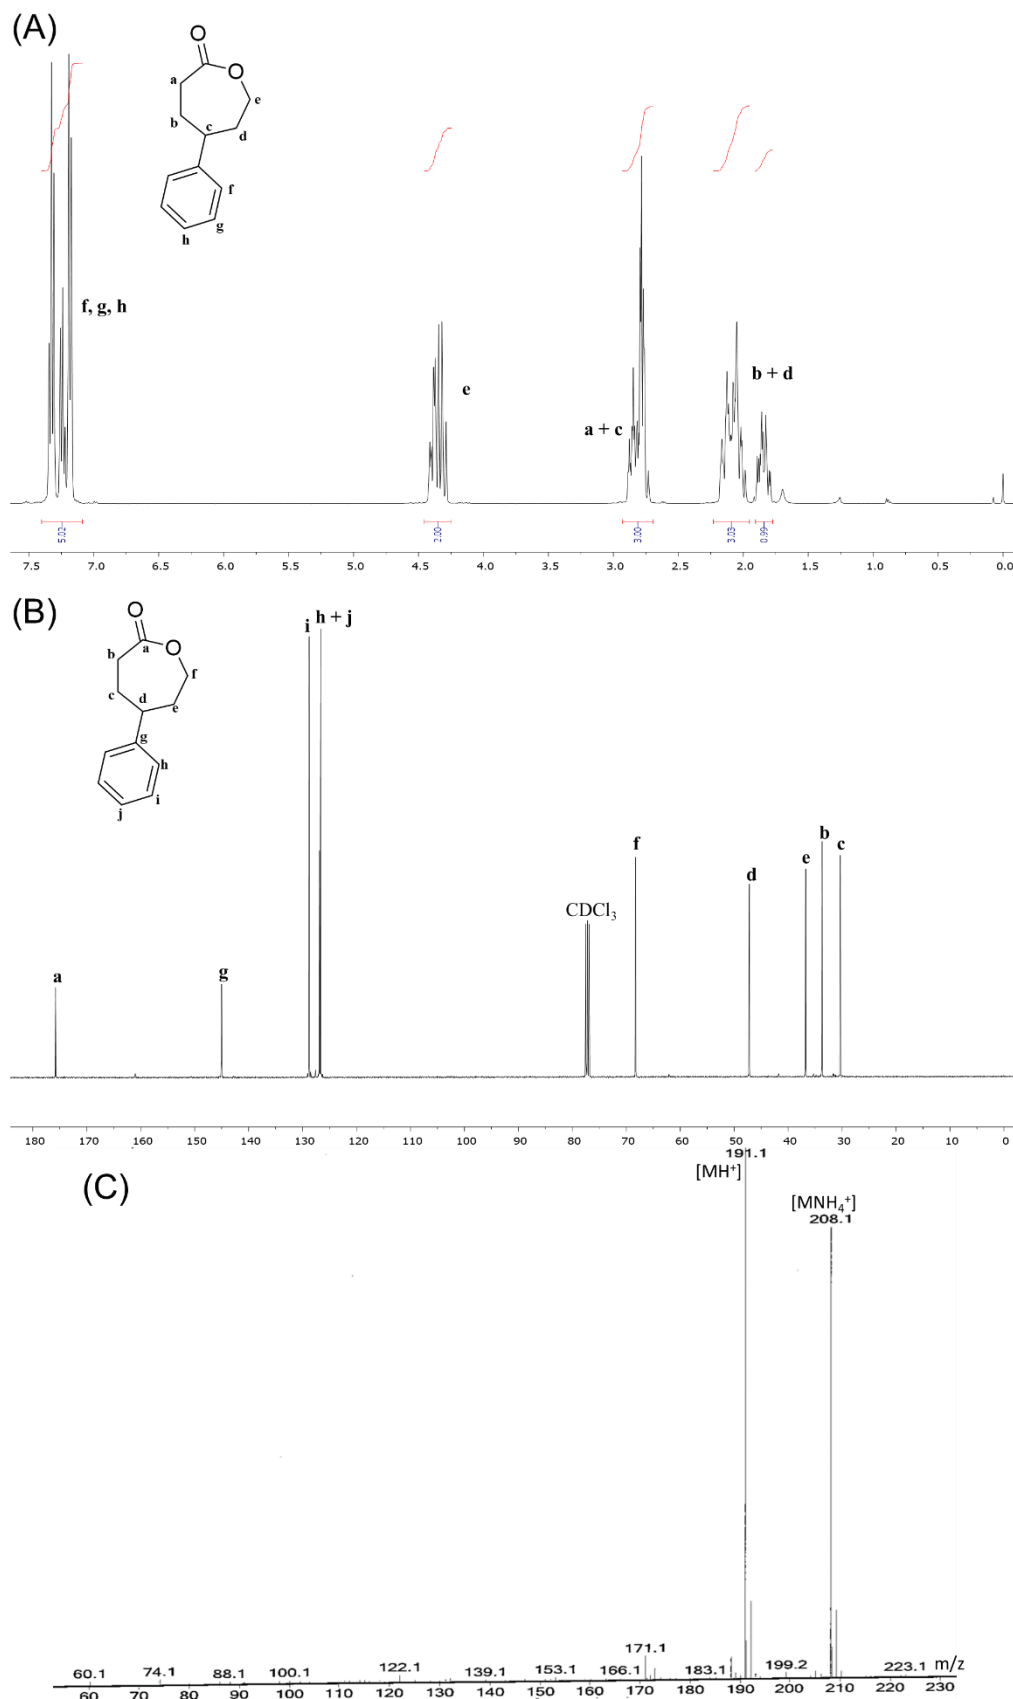 (A)
O
O
a
e
b
c
d
f
g
h
f, g, h
e
a + c
b + d
5.02
2.00
3.00
3.03
0.99
7.5 7.0 6.5 6.0 5.5 5.0 4.5 4.0 3.5 3.0 2.5 2.0 1.5 1.0 0.5 0.0
(B)
O
a
O
b
f
c
d
e
g
h
i
j
i
h + j
a
g
CDCl3
f
d
e
b
c
180 170 160 150 140 130 120 110 100 90 80 70 60 50 40 30 20 10 0
(C)
191.1
[MH+]
[MNH4+]
208.1
171.1
60.1 74.1 88.1 100.1 122.1 139.1 153.1 166.1 183.1 199.2 223.1 m/z
60 70 80 90 100 110 120 130 140 150 160 170 180 190 200 210 220 230